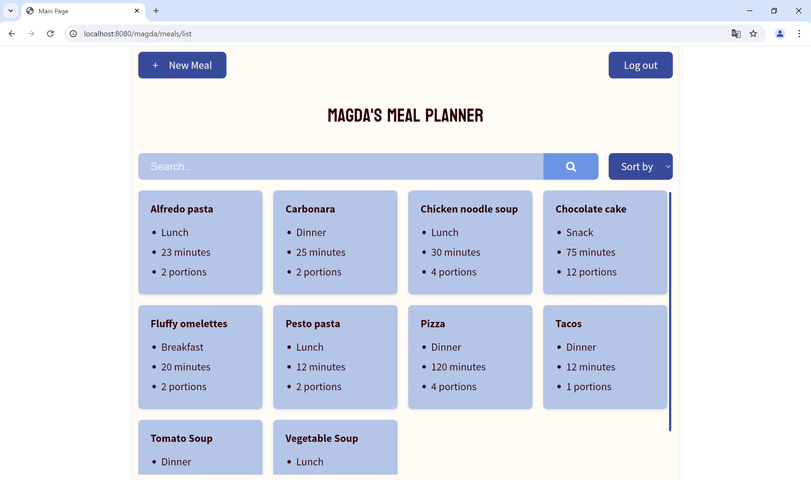 Main Page
localhost:8080/magda/meals/list
+ New Meal
Log out
MAGDA'S MEAL PLANNER
Search..
Sort by
Alfredo pasta
• Lunch
• 23 minutes
• 2 portions
Carbonara
• Dinner
• 25 minutes
• 2 portions
Chicken noodle soup
• Lunch
• 30 minutes
• 4 portions
Chocolate cake
• Snack
• 75 minutes
• 12 portions
Fluffy omelettes
• Breakfast
• 20 minutes
• 2 portions
Pesto pasta
• Lunch
• 12 minutes
• 2 portions
Pizza
• Dinner
• 120 minutes
• 4 portions
Tacos
• Dinner
• 12 minutes
• 1 portions
Tomato Soup
• Dinner
Vegetable Soup
• Lunch